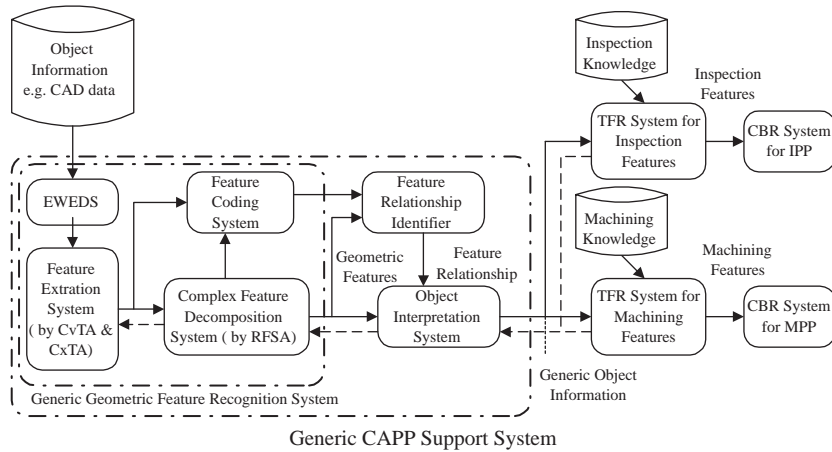 Object
Information
e.g. CAD data
Inspection
Knowledge
Inspection
Features
TFR System for
Inspection
Features
CBR System
for IPP
EWEDS
Feature
Coding
System
Feature
Relationship
Identifier
Machining
Knowledge
Machining
Features
Feature
Extration
System
( by CvTA &
CxTA)
Complex Feature
Decomposition
System ( by RFSA)
Geometric
Features
Feature
Relationship
Object
Interpretation
System
TFR System for
Machining
Features
CBR System
for MPP
Generic Geometric Feature Recognition System
Generic Object
Information
Generic CAPP Support System